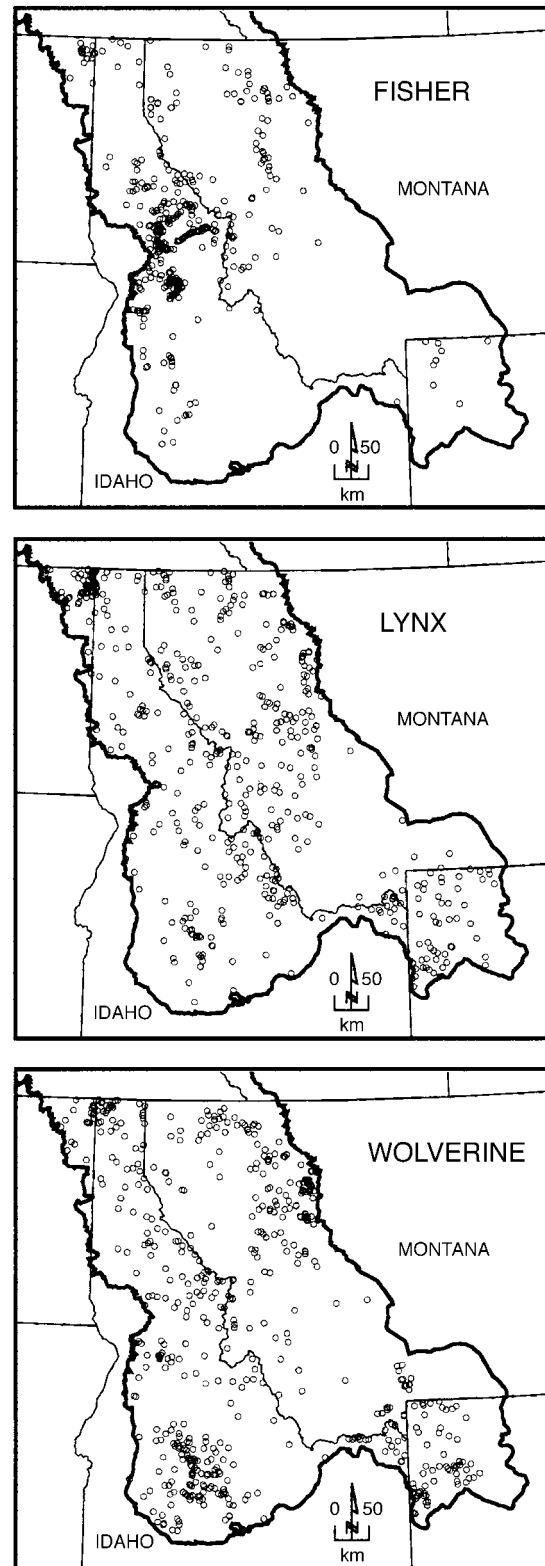 FISHER
MONTANA
0 50
N
km
IDAHO
LYNX
MONTANA
0 50
N
km
IDAHO
WOLVERINE
MONTANA
0 50
N
km
IDAHO